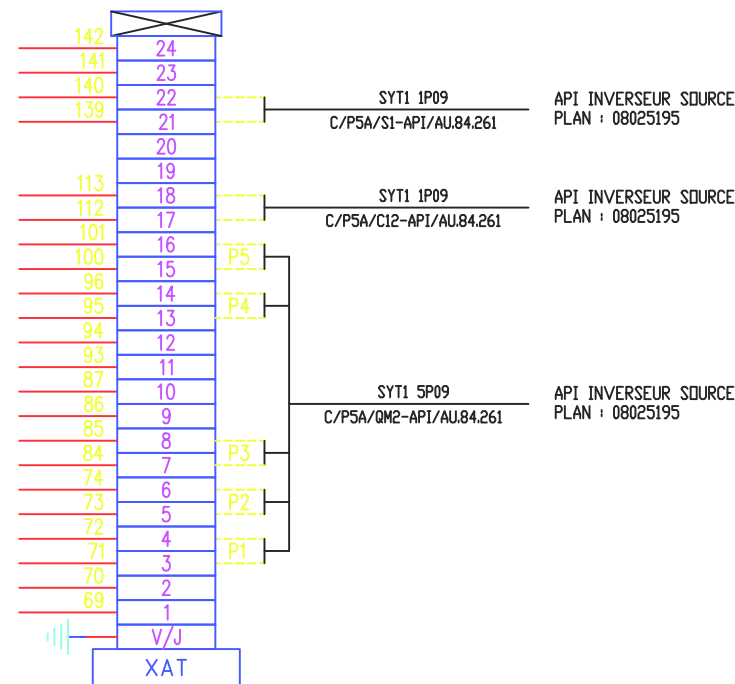 142 24
141 23
140 22
139 21
20
19
113 18
112 17
101 16
100 15
96 14
95 13
94 12
93 11
87 10
86 9
85 8
84 7
74 6
73 5
72 4
71 3
70 2
69 1
V/J
XAT
P5
P4
P3
P2
P1
SYT1 1P09
C/P5A/S1-API/AU.84.261
API INVERSEUR SOURCE
PLAN : 08025195
SYT1 1P09
C/P5A/C12-API/AU.84.261
API INVERSEUR SOURCE
PLAN : 08025195
SYT1 5P09
C/P5A/QM2-API/AU.84.261
API INVERSEUR SOURCE
PLAN : 08025195